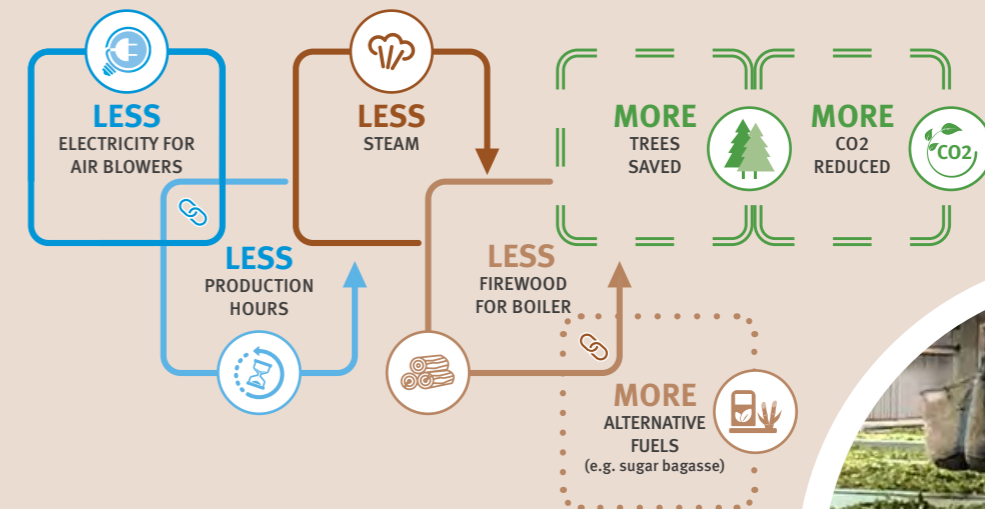 LESS
ELECTRICITY FOR
AIR BLOWERS
LESS
PRODUCTION
HOURS
LESS
STEAM
LESS
FIREWOOD
FOR BOILER
MORE
ALTERNATIVE
FUELS
(e.g. sugar bagasse)
MORE
TREES
SAVED
MORE
CO2
REDUCED
CO2